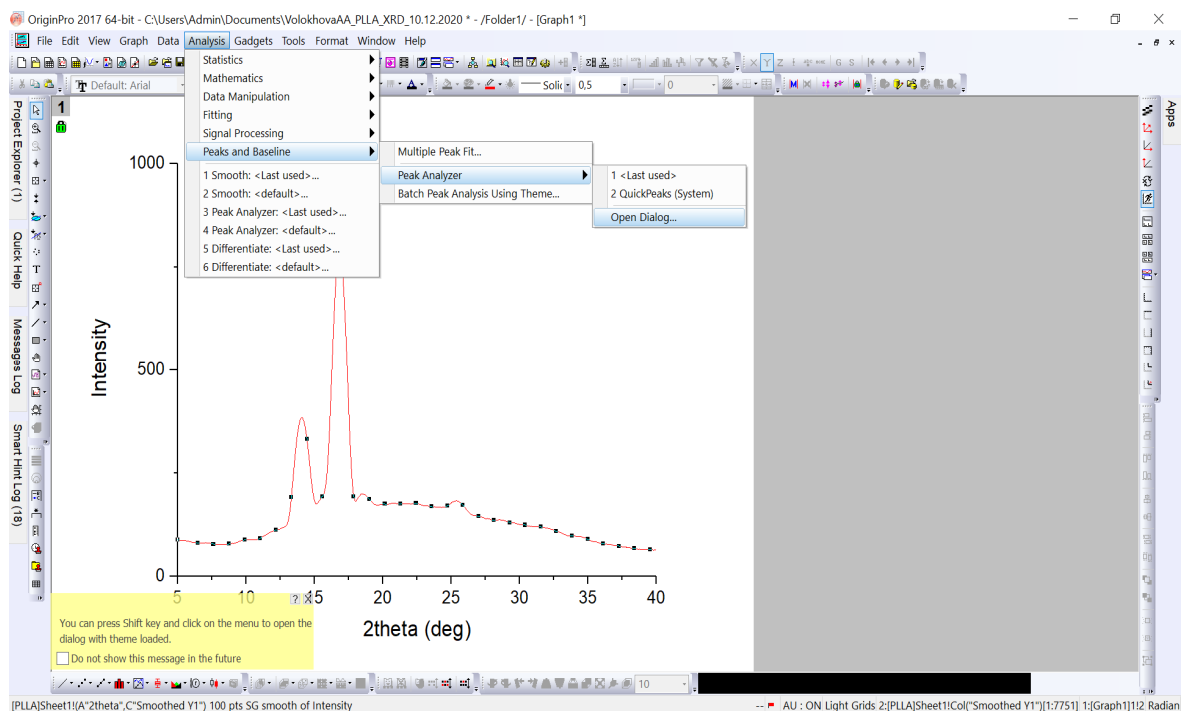 OriginPro 2017 64-bit - C:\Users\Admin\Documents\VolokhovaAA_PLLA_XRD_10.12.2020 * - /Folder1/ - [Graph1 *]
File Edit View Graph Data Analysis Gadgets Tools Format Window Help
Default: Arial
Solic
0,5
0
X Y Z
G S
Project Explorer (1)
Quick Help
Messages Log
Smart Hint Log (18)
Apps
1
Statistics
Mathematics
Data Manipulation
Fitting
Signal Processing
Peaks and Baseline
1 Smooth: <Last used>...
2 Smooth: <default>...
3 Peak Analyzer: <Last used>...
4 Peak Analyzer: <default>...
5 Differentiate: <Last used>...
6 Differentiate: <default>...
Multiple Peak Fit...
Peak Analyzer
Batch Peak Analysis Using Theme...
1 <Last used>
2 QuickPeaks (System)
Open Dialog...
1000
500
0
Intensity
5 10 15 20 25 30 35 40
2theta (deg)
You can press Shift key and click on the menu to open the
dialog with theme loaded.
Do not show this message in the future
10
[PLLA]Sheet1!(A"2theta",C"Smoothed Y1") 100 pts SG smooth of Intensity
-- AU : ON Light Grids 2:[PLLA]Sheet1!Col("Smoothed Y1")[1:7751] 1:[Graph1]1!2 Radian